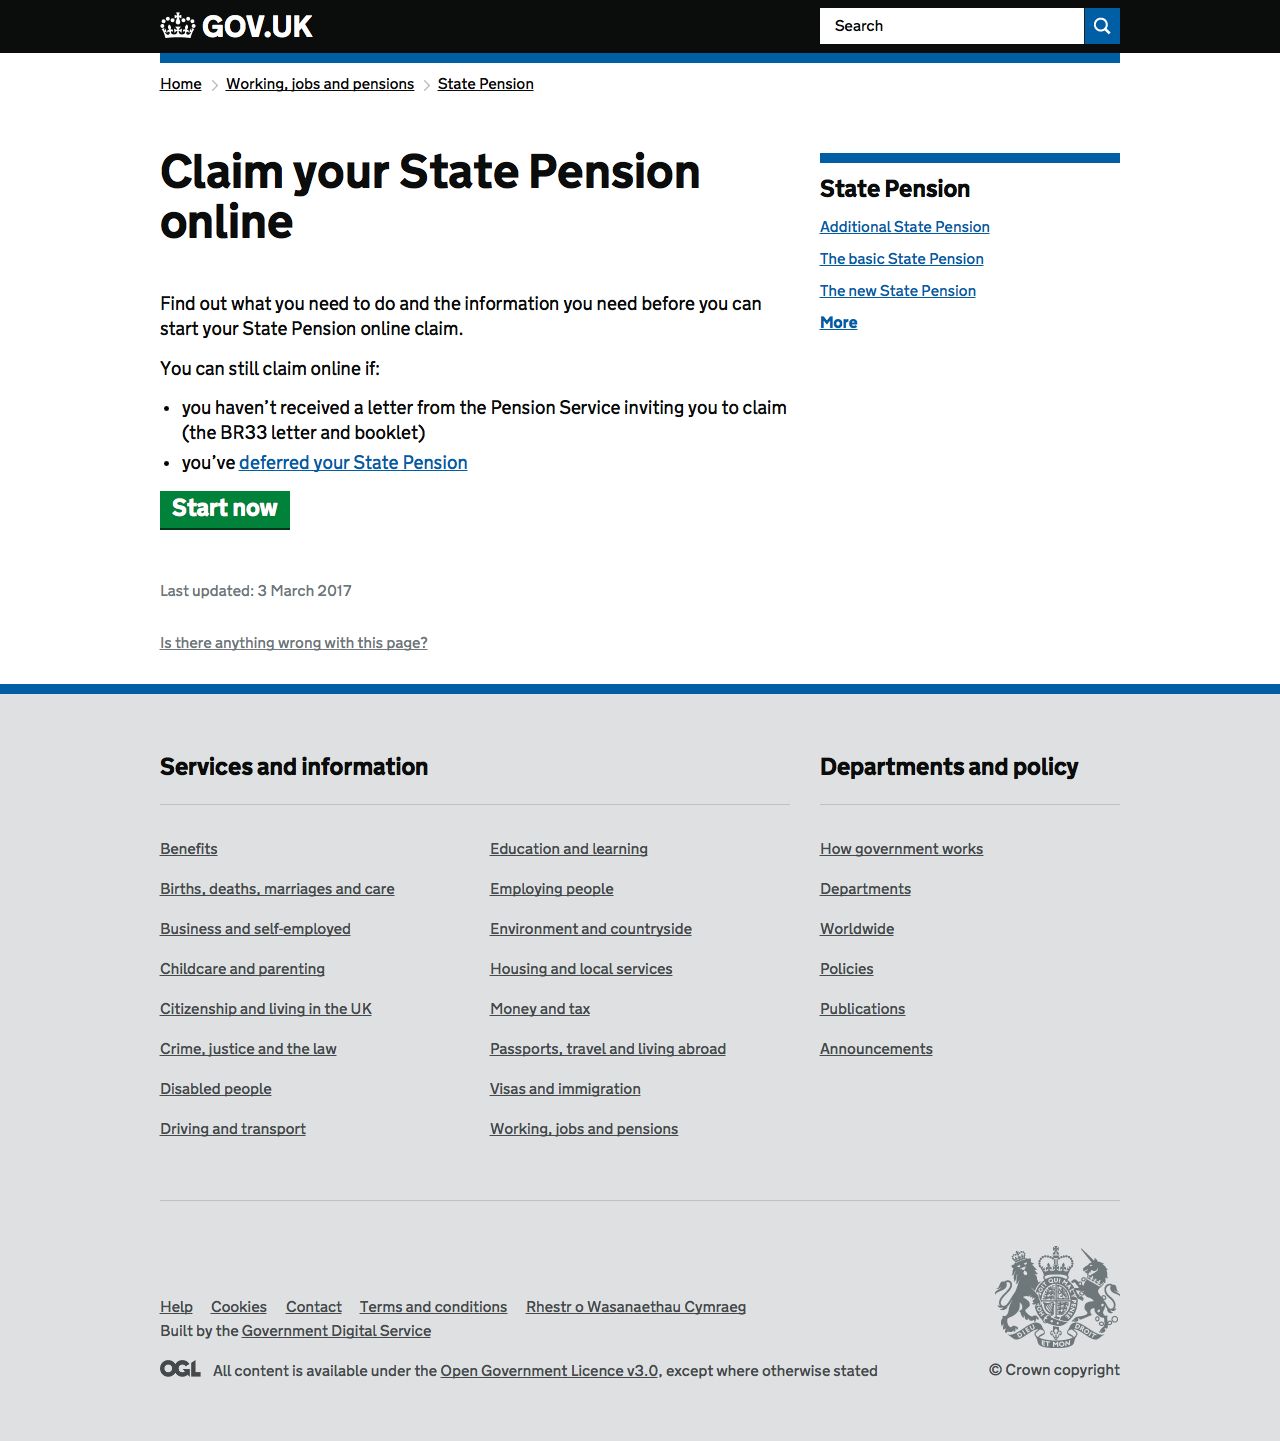 GOV.UK
Search
Home
Working, jobs and pensions
State Pension
Claim your State Pension
online
Find out what you need to do and the information you need before you can
start your State Pension online claim.
You can still claim online if:
• you haven’t received a letter from the Pension Service inviting you to claim
(the BR33 letter and booklet)
• you’ve deferred your State Pension
Start now
Last updated: 3 March 2017
Is there anything wrong with this page?
State Pension
Additional State Pension
The basic State Pension
The new State Pension
More
Services and information
Benefits
Births, deaths, marriages and care
Business and self-employed
Childcare and parenting
Citizenship and living in the UK
Crime, justice and the law
Disabled people
Driving and transport
Education and learning
Employing people
Environment and countryside
Housing and local services
Money and tax
Passports, travel and living abroad
Visas and immigration
Working, jobs and pensions
Departments and policy
How government works
Departments
Worldwide
Policies
Publications
Announcements
Help Cookies Contact Terms and conditions Rhestr o Wasanaethau Cymraeg
Built by the Government Digital Service
OGL All content is available under the Open Government Licence v3.0, except where otherwise stated
DIEU ET MON DROIT
© Crown copyright